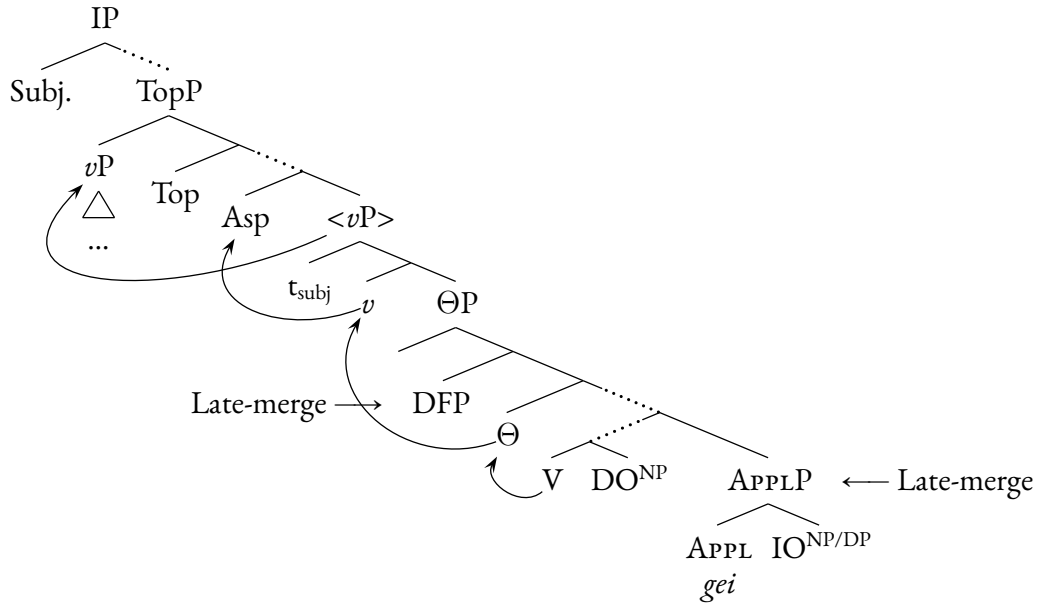 IP
Subj. TopP
vP
Top
Asp <vP>
...
t_subj
v ΘP
Late-merge → DFP
Θ
V DO^NP APPLP ← Late-merge
APPL IO^NP/DP
gei